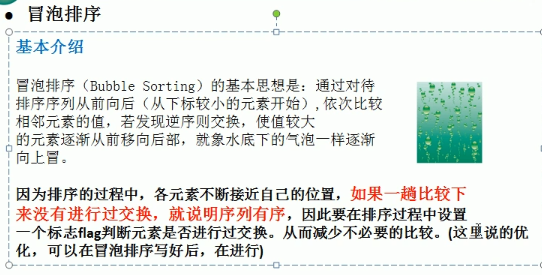 ● 冒泡排序
基本介绍
冒泡排序（Bubble Sorting）的基本思想是：通过对待
排序序列从前向后（从下标较小的元素开始）,依次比较
相邻元素的值，若发现逆序则交换，使值较大
的元素逐渐从前移向后部，就象水底下的气泡一样逐渐
向上冒。
因为排序的过程中，各元素不断接近自己的位置，如果一趟比较下
来没有进行过交换，就说明序列有序，因此要在排序过程中设置
一个标志flag判断元素是否进行过交换。从而减少不必要的比较。(这里说的优
化，可以在冒泡排序写好后，在进行)